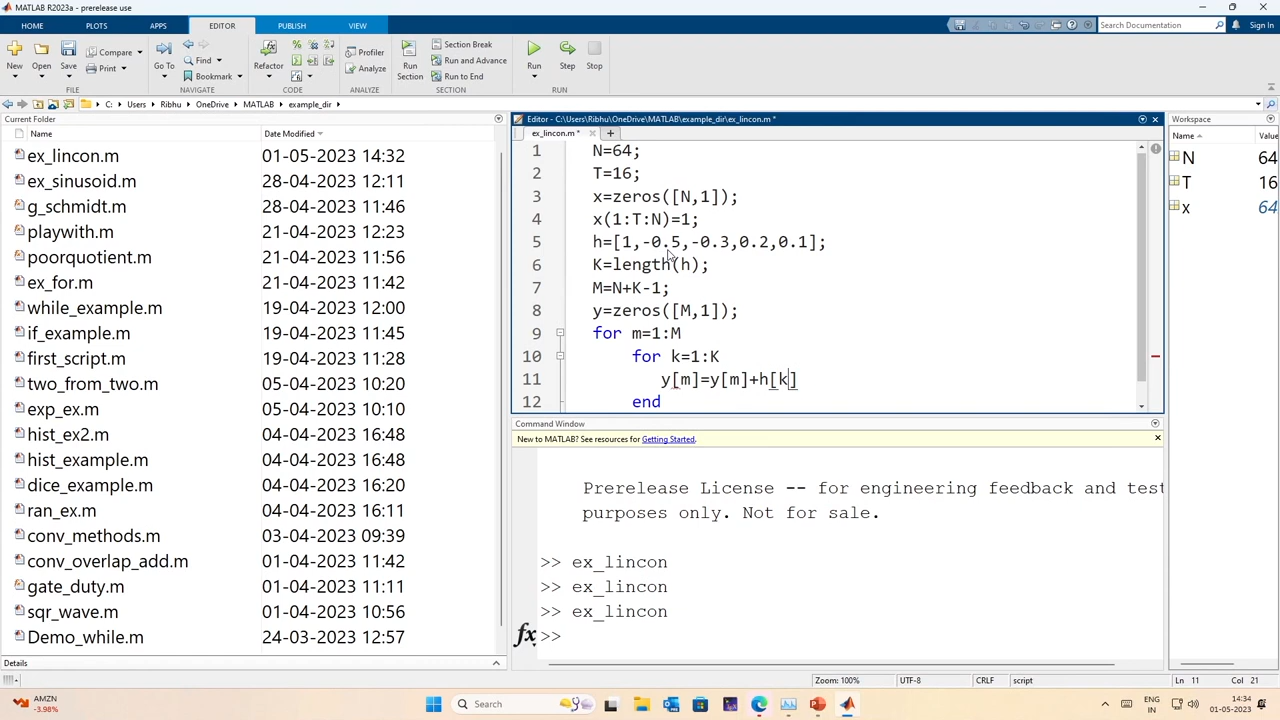 MATLAB R2023a - prerelease use
HOME PLOTS APPS EDITOR PUBLISH VIEW Search Documentation Sign In
New Open Save Compare Print Go To Find Bookmark Refactor Profiler Analyze Run Section Section Break Run and Advance Run to End Run Step Stop
FILE NAVIGATE CODE ANALYZE SECTION RUN
C: Users Ribhu OneDrive MATLAB example_dir
Current Folder
Name Date Modified
ex_lincon.m 01-05-2023 14:32
ex_sinusoid.m 28-04-2023 12:11
g_schmidt.m 28-04-2023 11:46
playwith.m 21-04-2023 12:23
poorquotient.m 21-04-2023 11:56
ex_for.m 21-04-2023 11:42
while_example.m 19-04-2023 12:00
if_example.m 19-04-2023 11:45
first_script.m 19-04-2023 11:28
two_from_two.m 05-04-2023 12:36
exp_ex.m 05-04-2023 10:10
hist_ex2.m 04-04-2023 16:48
hist_example.m 04-04-2023 16:48
dice_example.m 04-04-2023 16:20
ran_ex.m 04-04-2023 16:11
conv_methods.m 03-04-2023 09:39
conv_overlap_add.m 01-04-2023 11:42
gate_duty.m 01-04-2023 11:11
sqr_wave.m 01-04-2023 10:56
Demo_while.m 24-03-2023 12:57
Details
Editor - C:\Users\Ribhu\OneDrive\MATLAB\example_dir\ex_lincon.m *
ex_lincon.m *
1 N=64;
2 T=16;
3 x=zeros([N,1]);
4 x(1:T:N)=1;
5 h=[1,-0.5,-0.3,0.2,0.1];
6 K=length(h);
7 M=N+K-1;
8 y=zeros([M,1]);
9 for m=1:M
10 for k=1:K
11 y[m]=y[m]+h[k]
12 end
Command Window
New to MATLAB? See resources for Getting Started.
Prerelease License -- for engineering feedback and test
purposes only. Not for sale.
>> ex_lincon
>> ex_lincon
>> ex_lincon
fx >>
Workspace
Name Value
N 64
T 16
x 64
Zoom: 100% UTF-8 CRLF script Ln 11 Col 21
AMZN
-3.98%
Search
ENG
IN
14:34
01-05-2023